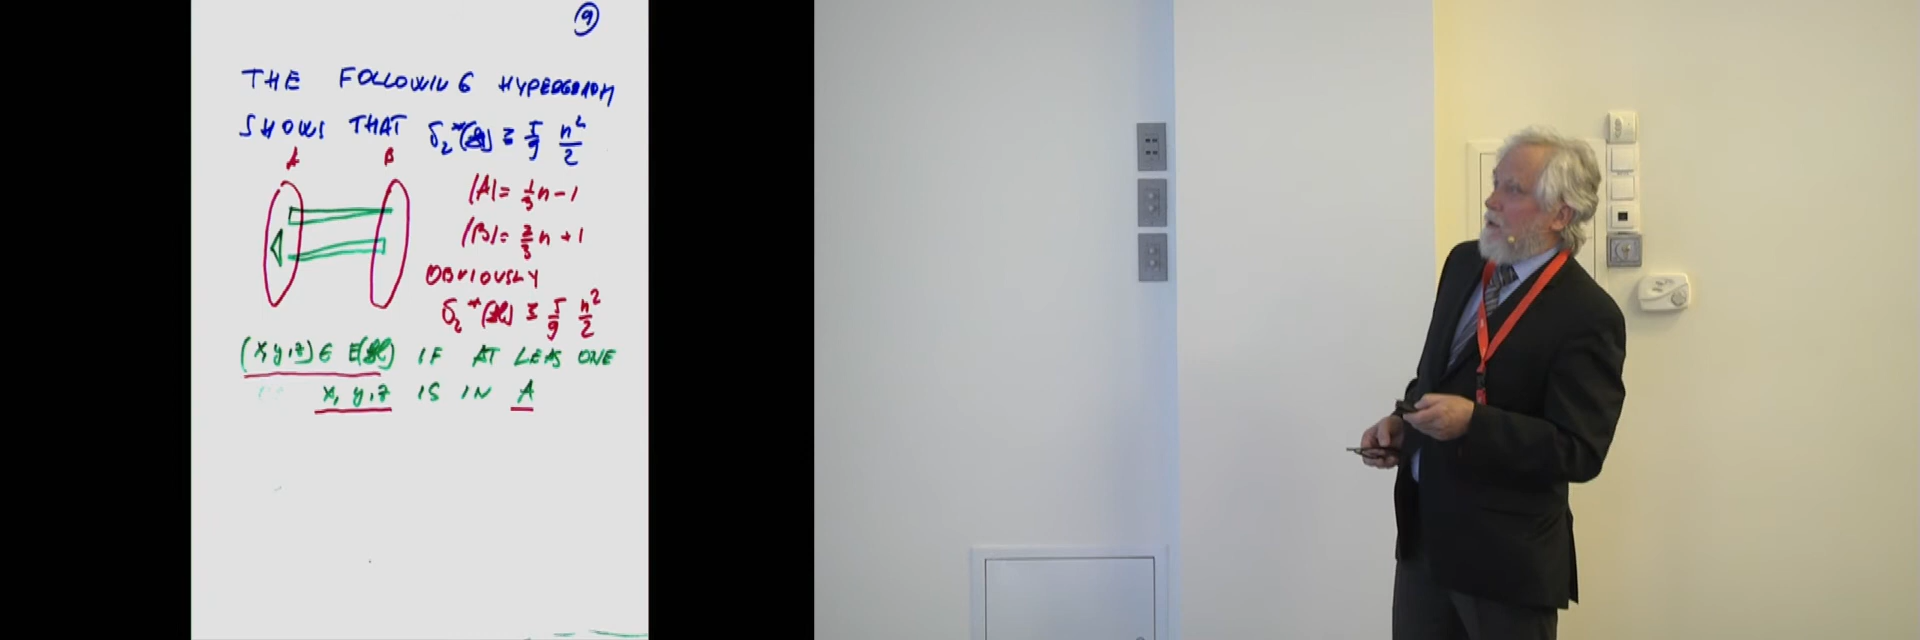 9
THE FOLLOWING HYPERGRAPH
SHOWS THAT δ₂*(ℋ) ≥ 5/9 n²/2
A B
|A| = 1/3 n - 1
|B| = 2/3 n + 1
OBVIOUSLY
δ₂*(ℋ) ≥ 5/9 n²/2
(x,y,z) ∈ E(ℋ) IF AT LEAS ONE
x, y, z IS IN A